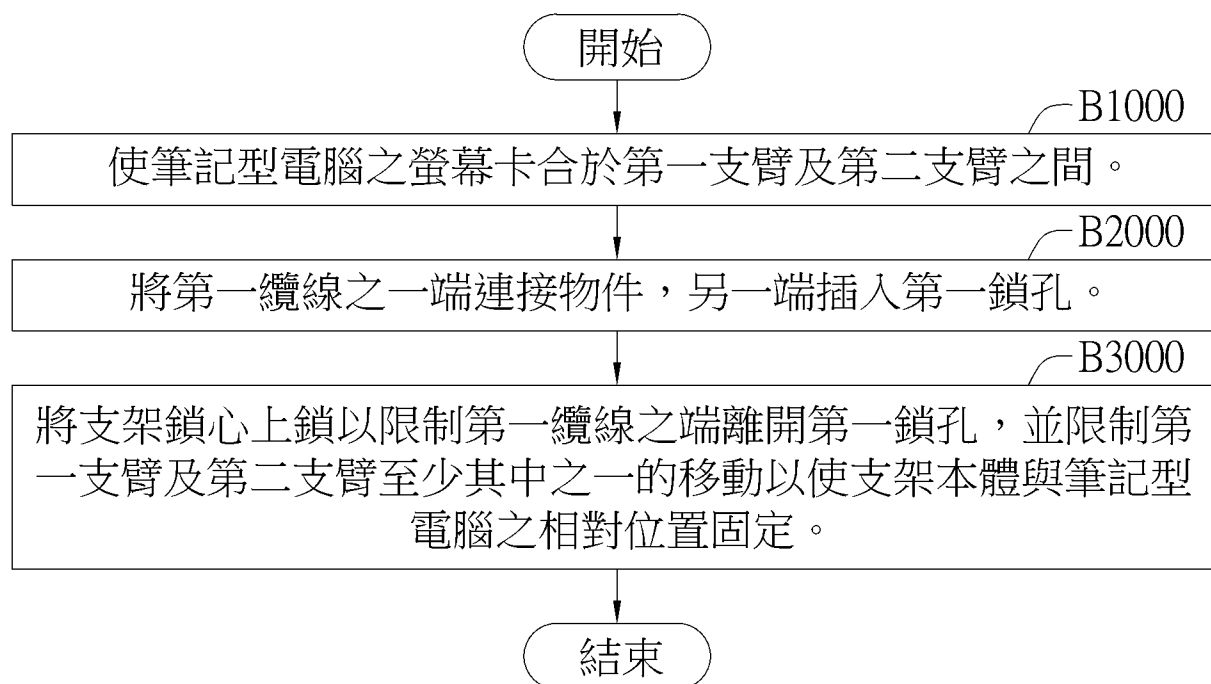 開始
B1000
使筆記型電腦之螢幕卡合於第一支臂及第二支臂之間。
B2000
將第一纜線之一端連接物件，另一端插入第一鎖孔。
B3000
將支架鎖心上鎖以限制第一纜線之端離開第一鎖孔，並限制第
一支臂及第二支臂至少其中之一的移動以使支架本體與筆記型
電腦之相對位置固定。
結束